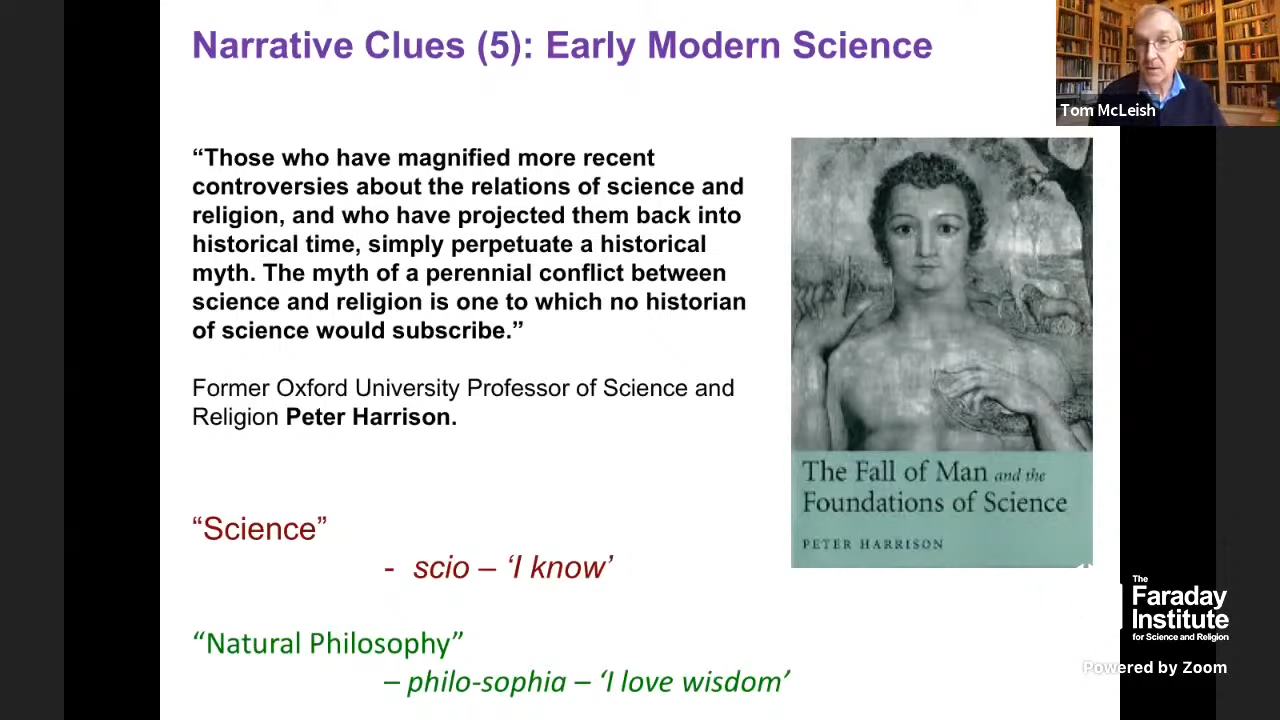 Narrative Clues (5): Early Modern Science
Tom McLeish
“Those who have magnified more recent
controversies about the relations of science and
religion, and who have projected them back into
historical time, simply perpetuate a historical
myth. The myth of a perennial conflict between
science and religion is one to which no historian
of science would subscribe.”
Former Oxford University Professor of Science and
Religion Peter Harrison.
The Fall of Man and the
Foundations of Science
PETER HARRISON
“Science”
- scio – ‘I know’
“Natural Philosophy”
– philo-sophia – ‘I love wisdom’
The
Faraday
Institute
for Science and Religion
Powered by Zoom